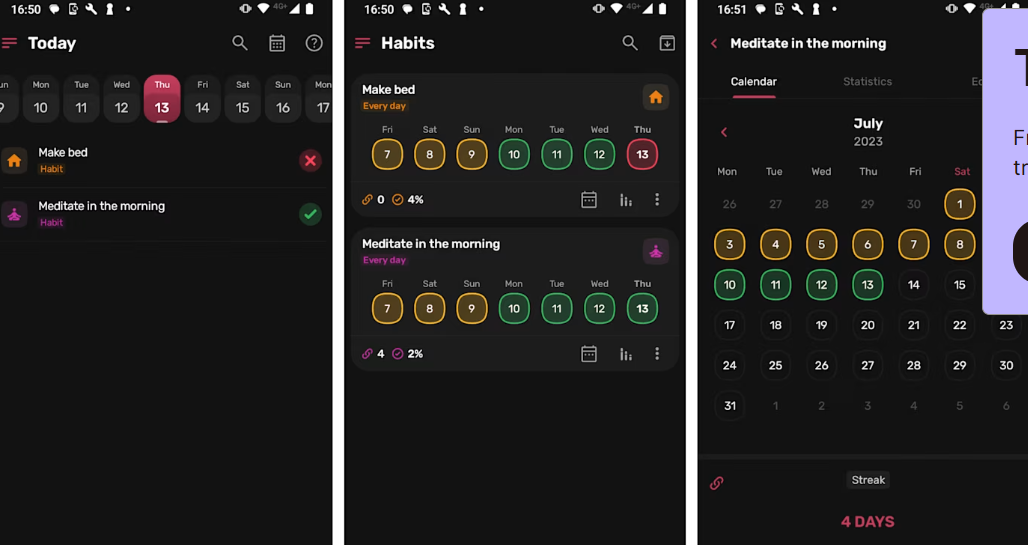 16:50 4G+
Today
un Mon Tue Wed Thu Fri Sat Sun Mon
9 10 11 12 13 14 15 16 17
Make bed
Habit
Meditate in the morning
Habit
16:50 4G+
Habits
Make bed
Every day
Fri Sat Sun Mon Tue Wed Thu
7 8 9 10 11 12 13
0 4%
Meditate in the morning
Every day
Fri Sat Sun Mon Tue Wed Thu
7 8 9 10 11 12 13
4 2%
16:51 4G+
Meditate in the morning
Calendar Statistics Ed
July
2023
Mon Tue Wed Thu Fri Sat
26 27 28 29 30 1
3 4 5 6 7 8
10 11 12 13 14 15
17 18 19 20 21 22 23
24 25 26 27 28 29 30
31 1 2 3 4 5 6
Streak
4 DAYS
T
Fr
tr